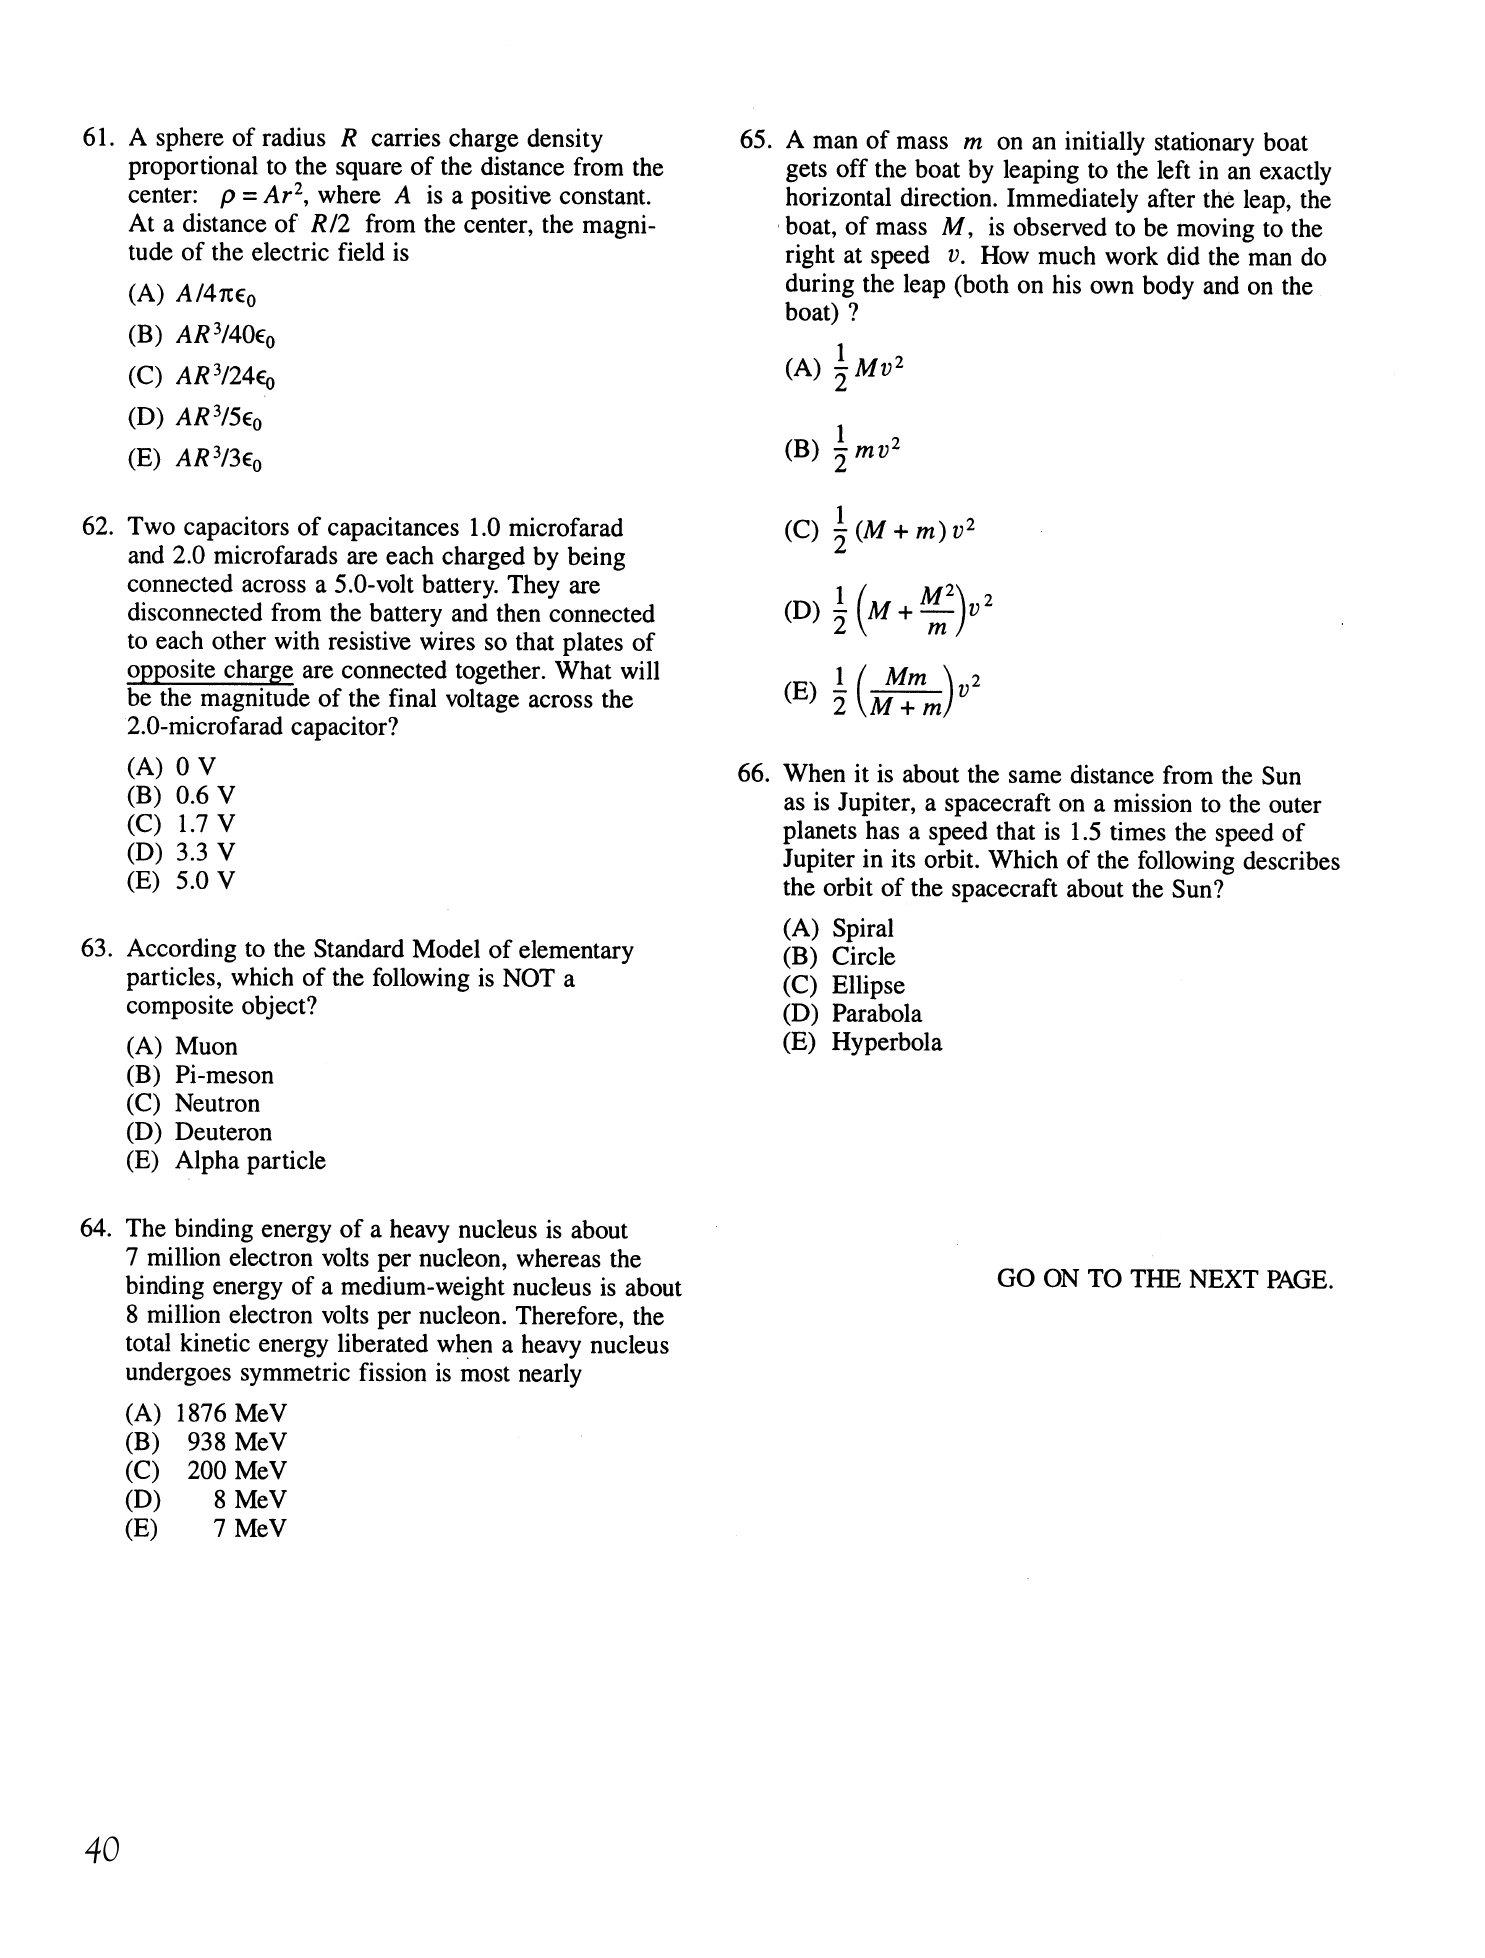 61. A sphere of radius R carries charge density
proportional to the square of the distance from the
center: ρ = Ar², where A is a positive constant.
At a distance of R/2 from the center, the magni-
tude of the electric field is
(A) A/4πϵ₀
(B) AR³/40ϵ₀
(C) AR³/24ϵ₀
(D) AR³/5ϵ₀
(E) AR³/3ϵ₀
62. Two capacitors of capacitances 1.0 microfarad
and 2.0 microfarads are each charged by being
connected across a 5.0-volt battery. They are
disconnected from the battery and then connected
to each other with resistive wires so that plates of
opposite charge are connected together. What will
be the magnitude of the final voltage across the
2.0-microfarad capacitor?
(A) 0 V
(B) 0.6 V
(C) 1.7 V
(D) 3.3 V
(E) 5.0 V
63. According to the Standard Model of elementary
particles, which of the following is NOT a
composite object?
(A) Muon
(B) Pi-meson
(C) Neutron
(D) Deuteron
(E) Alpha particle
64. The binding energy of a heavy nucleus is about
7 million electron volts per nucleon, whereas the
binding energy of a medium-weight nucleus is about
8 million electron volts per nucleon. Therefore, the
total kinetic energy liberated when a heavy nucleus
undergoes symmetric fission is most nearly
(A) 1876 MeV
(B) 938 MeV
(C) 200 MeV
(D) 8 MeV
(E) 7 MeV
65. A man of mass m on an initially stationary boat
gets off the boat by leaping to the left in an exactly
horizontal direction. Immediately after the leap, the
boat, of mass M, is observed to be moving to the
right at speed v. How much work did the man do
during the leap (both on his own body and on the
boat) ?
(A) 1/2 Mv²
(B) 1/2 mv²
(C) 1/2 (M + m) v²
(D) 1/2 (M + M²/m) v²
(E) 1/2 (Mm/(M + m)) v²
66. When it is about the same distance from the Sun
as is Jupiter, a spacecraft on a mission to the outer
planets has a speed that is 1.5 times the speed of
Jupiter in its orbit. Which of the following describes
the orbit of the spacecraft about the Sun?
(A) Spiral
(B) Circle
(C) Ellipse
(D) Parabola
(E) Hyperbola
GO ON TO THE NEXT PAGE.
40